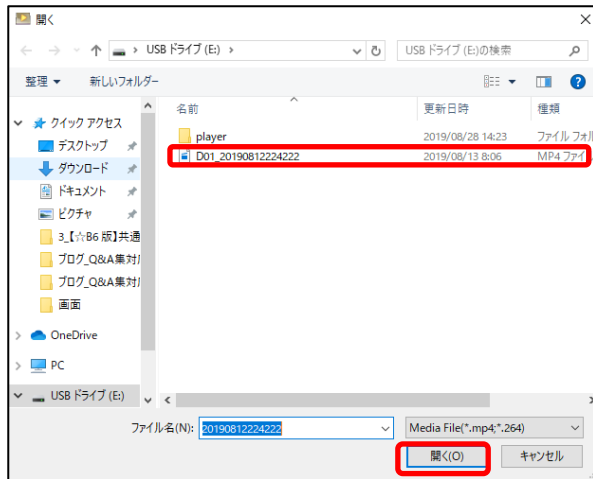 開く
USB ドライブ (E:)
USB ドライブ (E:)の検索
整理 新しいフォルダー
名前 更新日時 種類
クイック アクセス
デスクトップ
ダウンロード
ドキュメント
ピクチャ
3_【☆B6 版】共通
ブログ_Q&A集対
ブログ_Q&A集対
画面
OneDrive
PC
USB ドライブ (E:)
player 2019/08/28 14:23 ファイル フォル
D01_20190812224222 2019/08/13 8:06 MP4 ファイ
ファイル名(N): 20190812224222 Media File(*.mp4;*.264)
開く(O) キャンセル